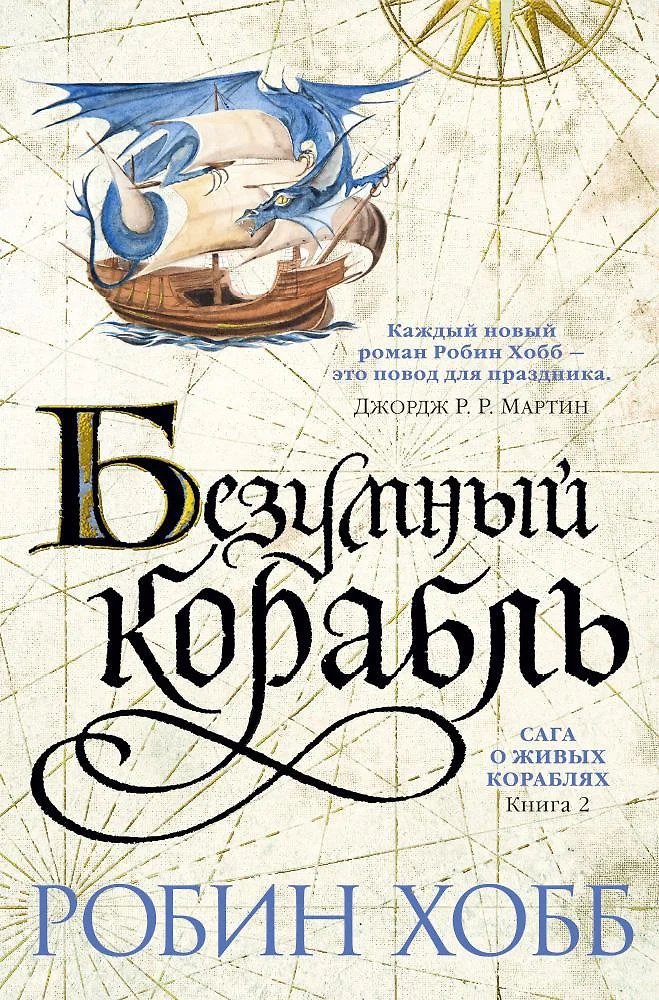 Каждый новый
роман Робин Хобб –
это повод для праздника.
Джордж Р. Р. Мартин
Безумный
корабль
САГА
О ЖИВЫХ
КОРАБЛЯХ
Книга 2
РОБИН ХОББ